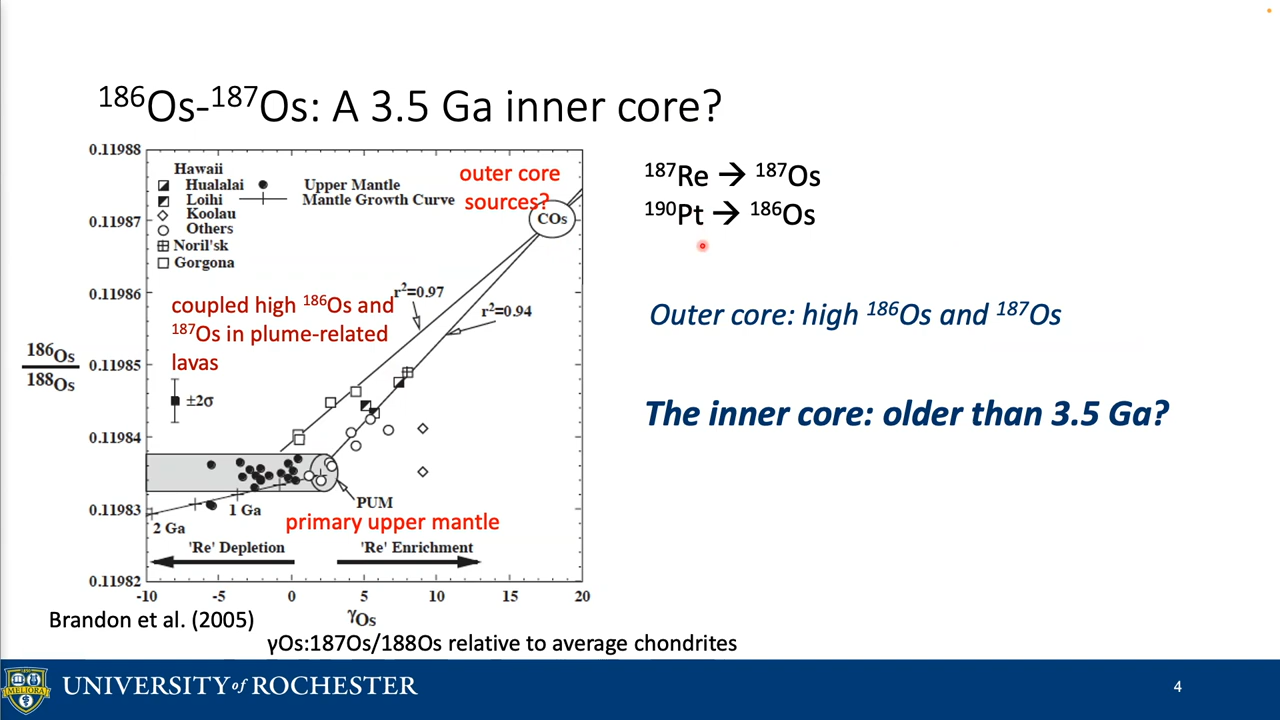 ¹⁸⁶Os-¹⁸⁷Os: A 3.5 Ga inner core?
0.11988
0.11987
0.11986
0.11985
0.11984
0.11983
0.11982
¹⁸⁶Os
¹⁸⁸Os
Hawaii
Hualalai
Loihi
Koolau
Others
Noril'sk
Gorgona
Upper Mantle
Mantle Growth Curve
outer core
sources?
COs
coupled high ¹⁸⁶Os and
¹⁸⁷Os in plume-related
lavas
r²=0.97
r²=0.94
±2σ
PUM
primary upper mantle
1 Ga
2 Ga
'Re' Depletion
'Re' Enrichment
-10 -5 0 5 10 15 20
γOs
Brandon et al. (2005)
γOs:187Os/188Os relative to average chondrites
¹⁸⁷Re → ¹⁸⁷Os
¹⁹⁰Pt → ¹⁸⁶Os
Outer core: high ¹⁸⁶Os and ¹⁸⁷Os
The inner core: older than 3.5 Ga?
MELIORA
UNIVERSITY of ROCHESTER
4